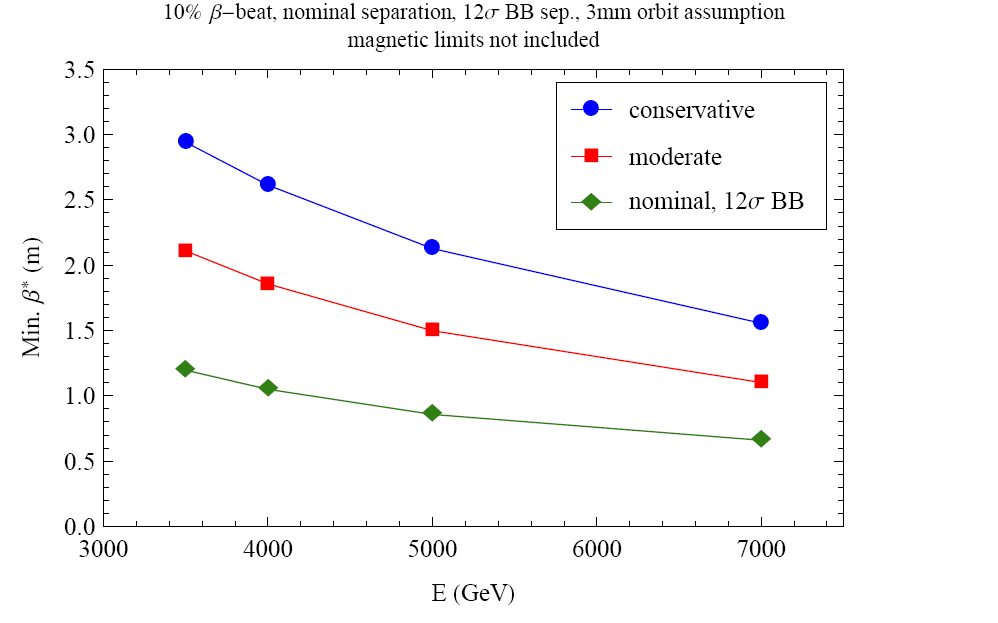 10% β−beat, nominal separation, 12σ BB sep., 3mm orbit assumption
magnetic limits not included
3.5
3.0
2.5
2.0
1.5
1.0
0.5
0.0
Min. β* (m)
conservative
moderate
nominal, 12σ BB
3000 4000 5000 6000 7000
E (GeV)